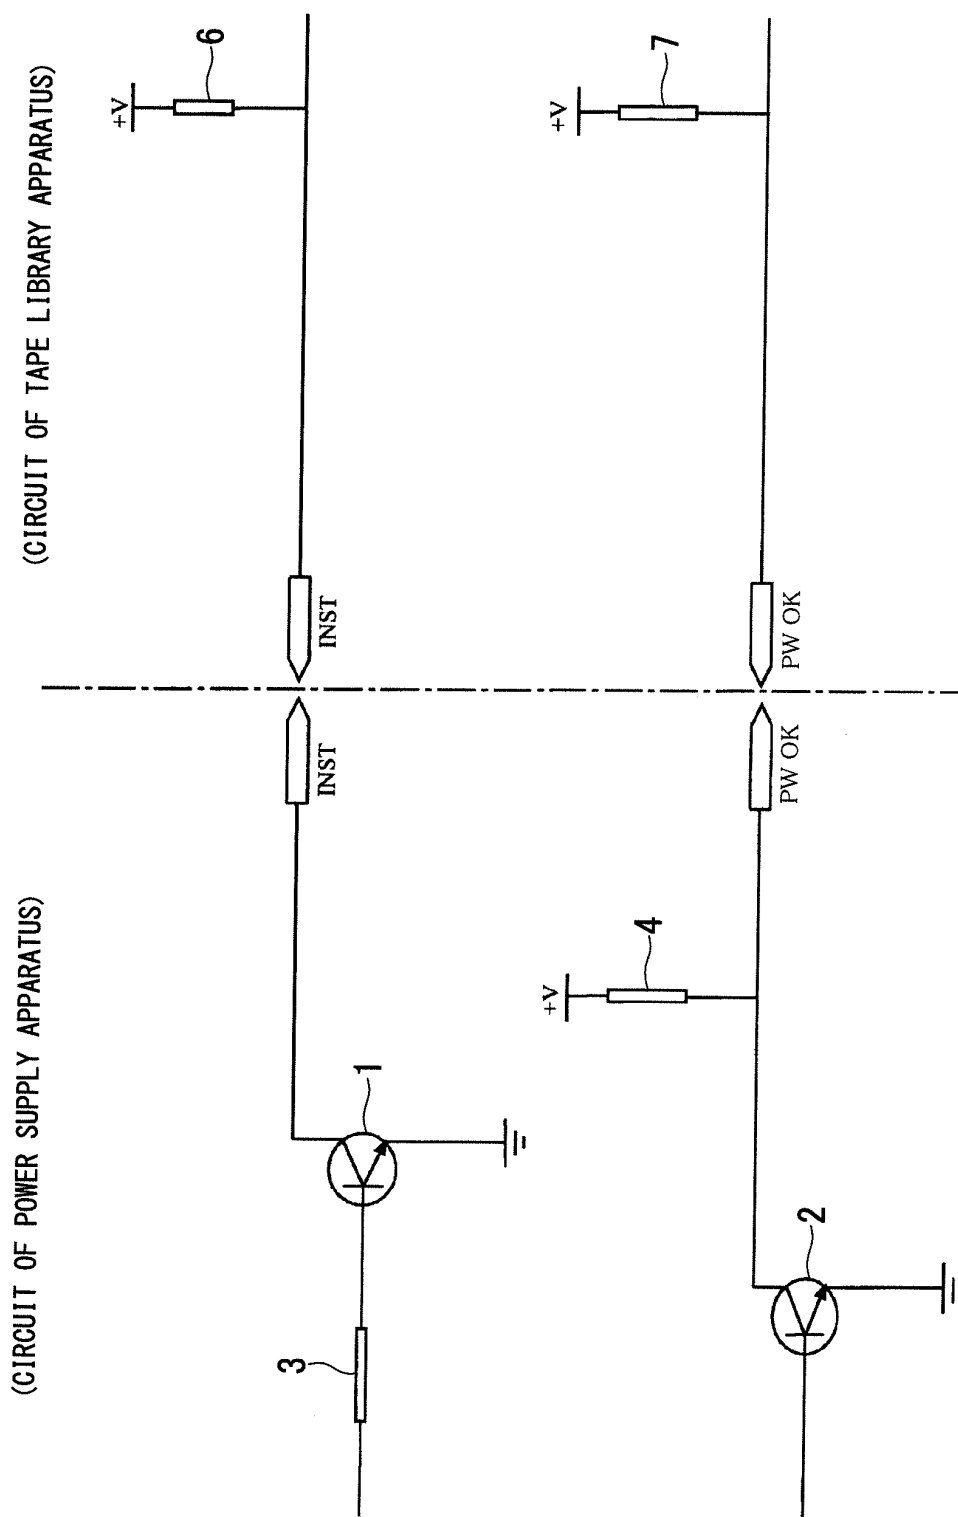 (CIRCUIT OF POWER SUPPLY APPARATUS)
(CIRCUIT OF TAPE LIBRARY APPARATUS)
+V
6
INST
INST
1
3
+V
7
+V
4
PW OK
PW OK
2